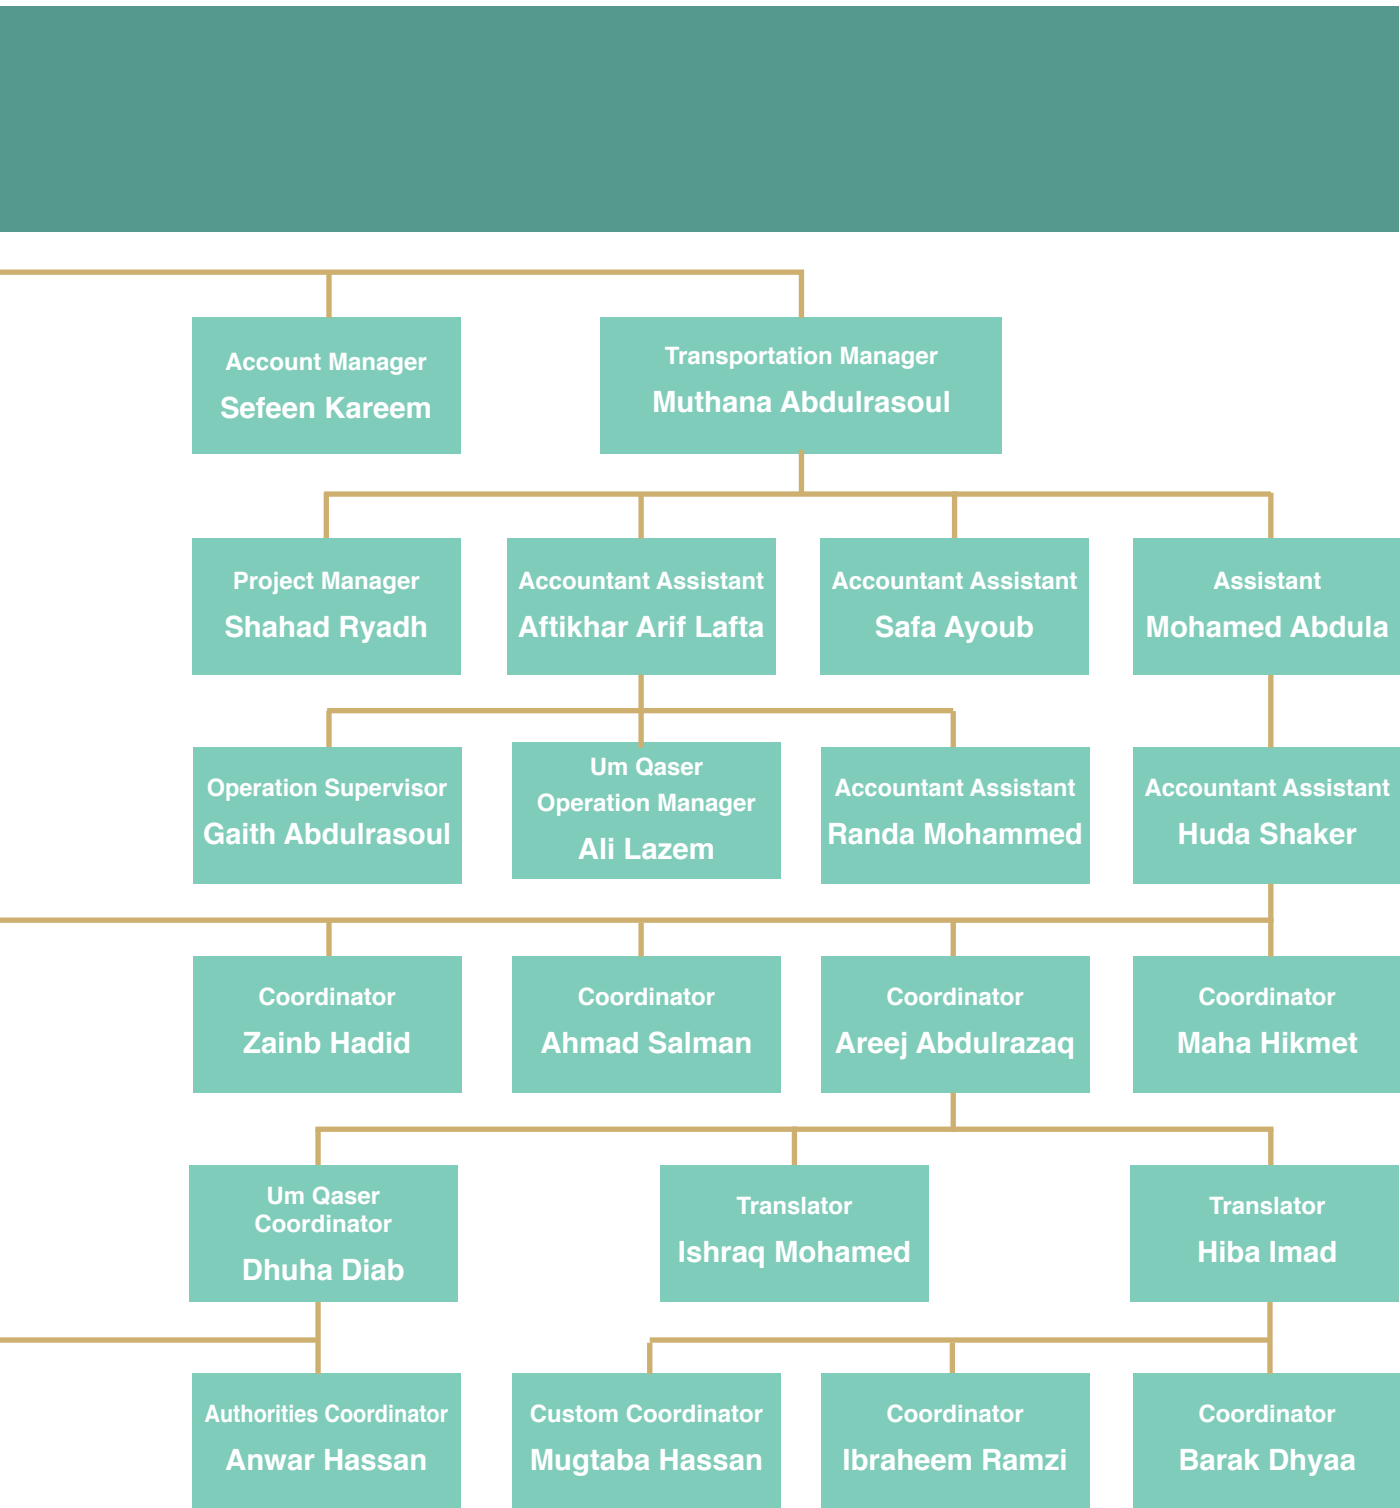 Account Manager
Sefeen Kareem
Transportation Manager
Muthana Abdulrasoul
Project Manager
Shahad Ryadh
Accountant Assistant
Aftikhar Arif Lafta
Accountant Assistant
Safa Ayoub
Assistant
Mohamed Abdula
Operation Supervisor
Gaith Abdulrasoul
Um Qaser
Operation Manager
Ali Lazem
Accountant Assistant
Randa Mohammed
Accountant Assistant
Huda Shaker
Coordinator
Zainb Hadid
Coordinator
Ahmad Salman
Coordinator
Areej Abdulrazaq
Coordinator
Maha Hikmet
Um Qaser
Coordinator
Dhuha Diab
Translator
Ishraq Mohamed
Translator
Hiba Imad
Authorities Coordinator
Anwar Hassan
Custom Coordinator
Mugtaba Hassan
Coordinator
Ibraheem Ramzi
Coordinator
Barak Dhyaa